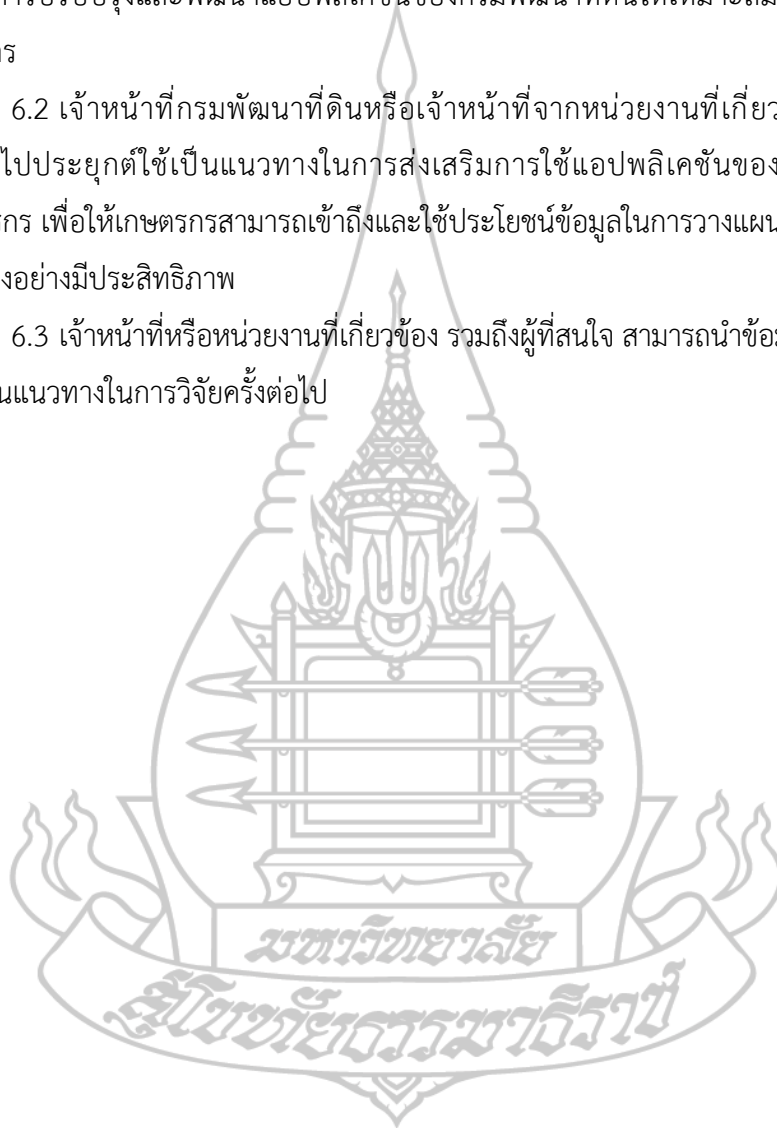 การปรับปรุงและพัฒนาแอปพลิเคชันของกรมพัฒนาที่ดินให้เหมาะสม
กร
6.2 เจ้าหน้าที่กรมพัฒนาที่ดินหรือเจ้าหน้าที่จากหน่วยงานที่เกี่ยว
ไปประยุกต์ใช้เป็นแนวทางในการส่งเสริมการใช้แอปพลิเคชันของ
รกร เพื่อให้เกษตรกรสามารถเข้าถึงและใช้ประโยชน์ข้อมูลในการวางแผน
งอย่างมีประสิทธิภาพ
6.3 เจ้าหน้าที่หรือหน่วยงานที่เกี่ยวข้อง รวมถึงผู้ที่สนใจ สามารถนำข้อม
นแนวทางในการวิจัยครั้งต่อไป
มหาวิทยาลัย
สุโขทัยธรรมาธิราช